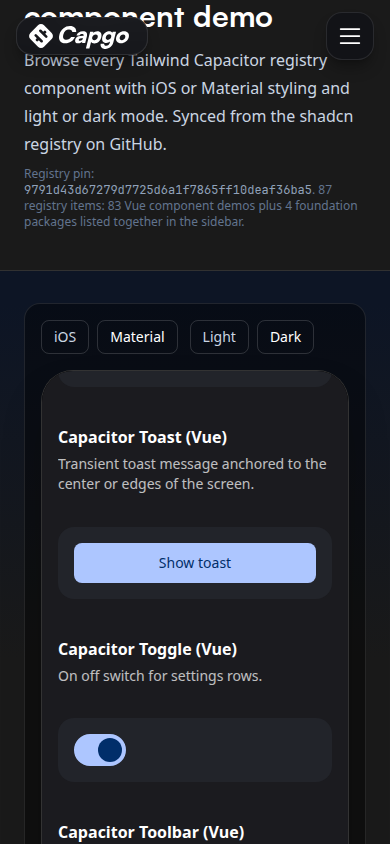 component demo
Capgo
Browse every Tailwind Capacitor registry
component with iOS or Material styling and
light or dark mode. Synced from the shadcn
registry on GitHub.
Registry pin:
9791d43d67279d7725d6a1f7865ff10deaf36ba5. 87
registry items: 83 Vue component demos plus 4 foundation
packages listed together in the sidebar.
iOS
Material
Light
Dark
Capacitor Toast (Vue)
Transient toast message anchored to the
center or edges of the screen.
Show toast
Capacitor Toggle (Vue)
On off switch for settings rows.
Capacitor Toolbar (Vue)